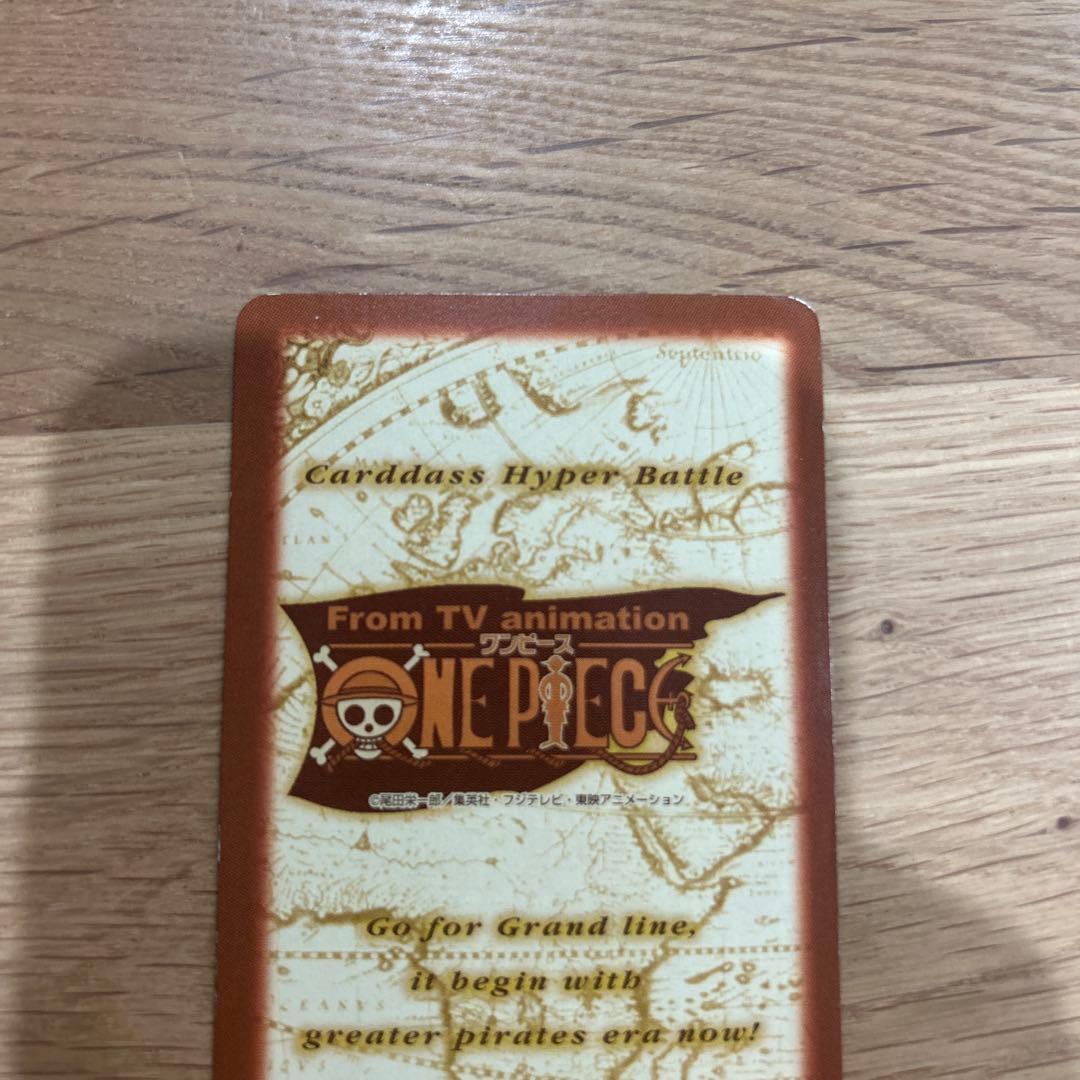 Septentrio
Carddass Hyper Battle
From TV animation
ワンピース
ONE PIECE
©尾田栄一郎／集英社・フジテレビ・東映アニメーション
Go for Grand line,
it begin with
OCEANVS
greater pirates era now!